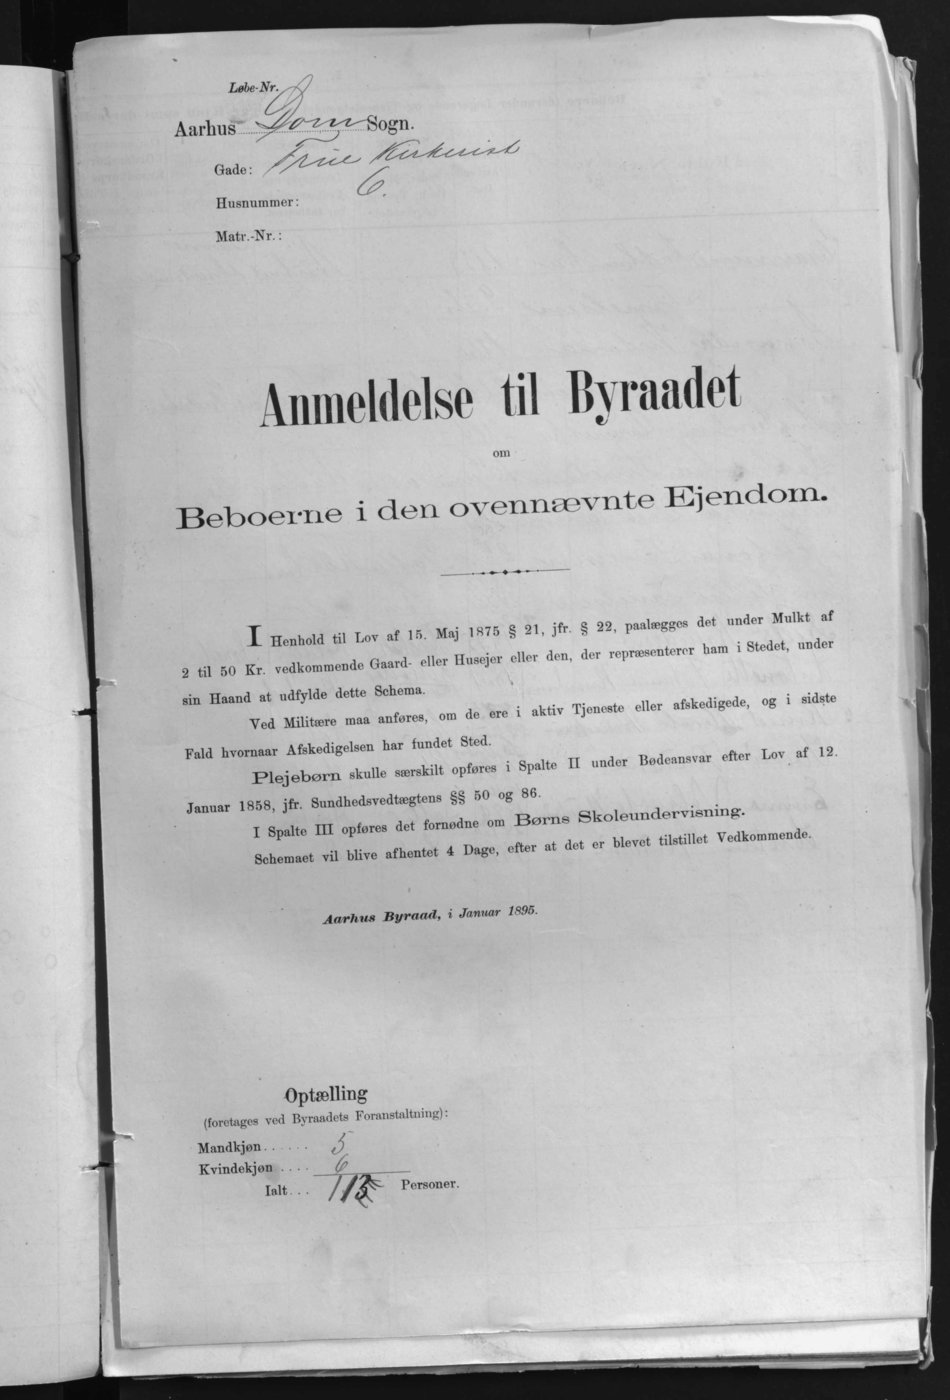 Løbe-Nr.
Aarhus Dom Sogn.
Gade: Frue Kirkerist
Husnummer: 6.
Matr.-Nr.:
Anmeldelse til Byraadet
om
Beboerne i den ovennævnte Ejendom.
I Henhold til Lov af 15. Maj 1875 § 21, jfr. § 22, paalægges det under Mulkt af
2 til 50 Kr. vedkommende Gaard- eller Husejer eller den, der repræsenterer ham i Stedet, under
sin Haand at udfylde dette Schema.
Ved Militære maa anføres, om de ere i aktiv Tjeneste eller afskedigede, og i sidste
Fald hvornaar Afskedigelsen har fundet Sted.
Plejebørn skulle særskilt opføres i Spalte II under Bødeansvar efter Lov af 12.
Januar 1858, jfr. Sundhedsvedtægtens §§ 50 og 86.
I Spalte III opføres det fornødne om Børns Skoleundervisning.
Schemaet vil blive afhentet 4 Dage, efter at det er blevet tilstillet Vedkommende.
Aarhus Byraad, i Januar 1895.
Optælling
(foretages ved Byraadets Foranstaltning):
Mandkjøn...... 5
Kvindekjøn .... 6
Ialt... 11 Personer.